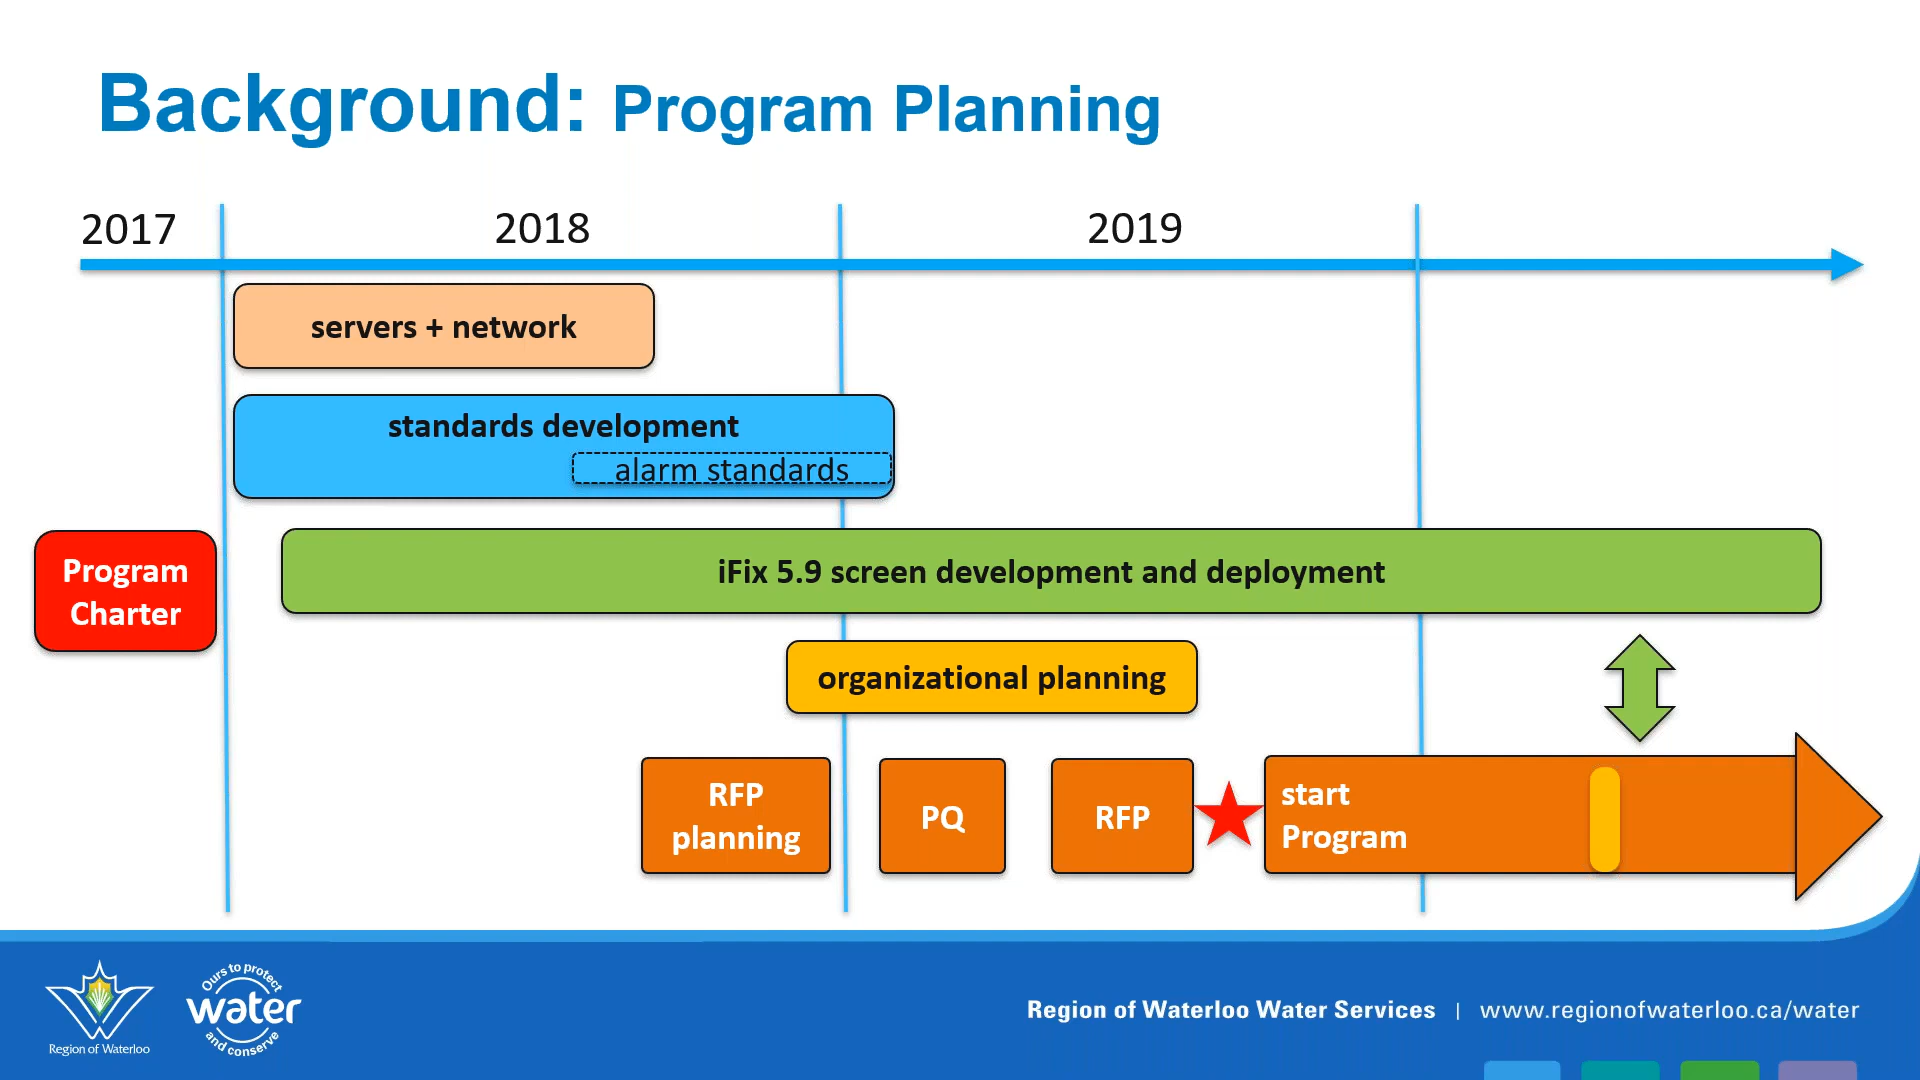 Background: Program Planning
2017
2018
2019
servers + network
standards development
alarm standards
Program
Charter
iFix 5.9 screen development and deployment
organizational planning
RFP
planning
PQ
RFP
start
Program
Region of Waterloo
Ours to protect
water
and conserve
Region of Waterloo Water Services | www.regionofwaterloo.ca/water